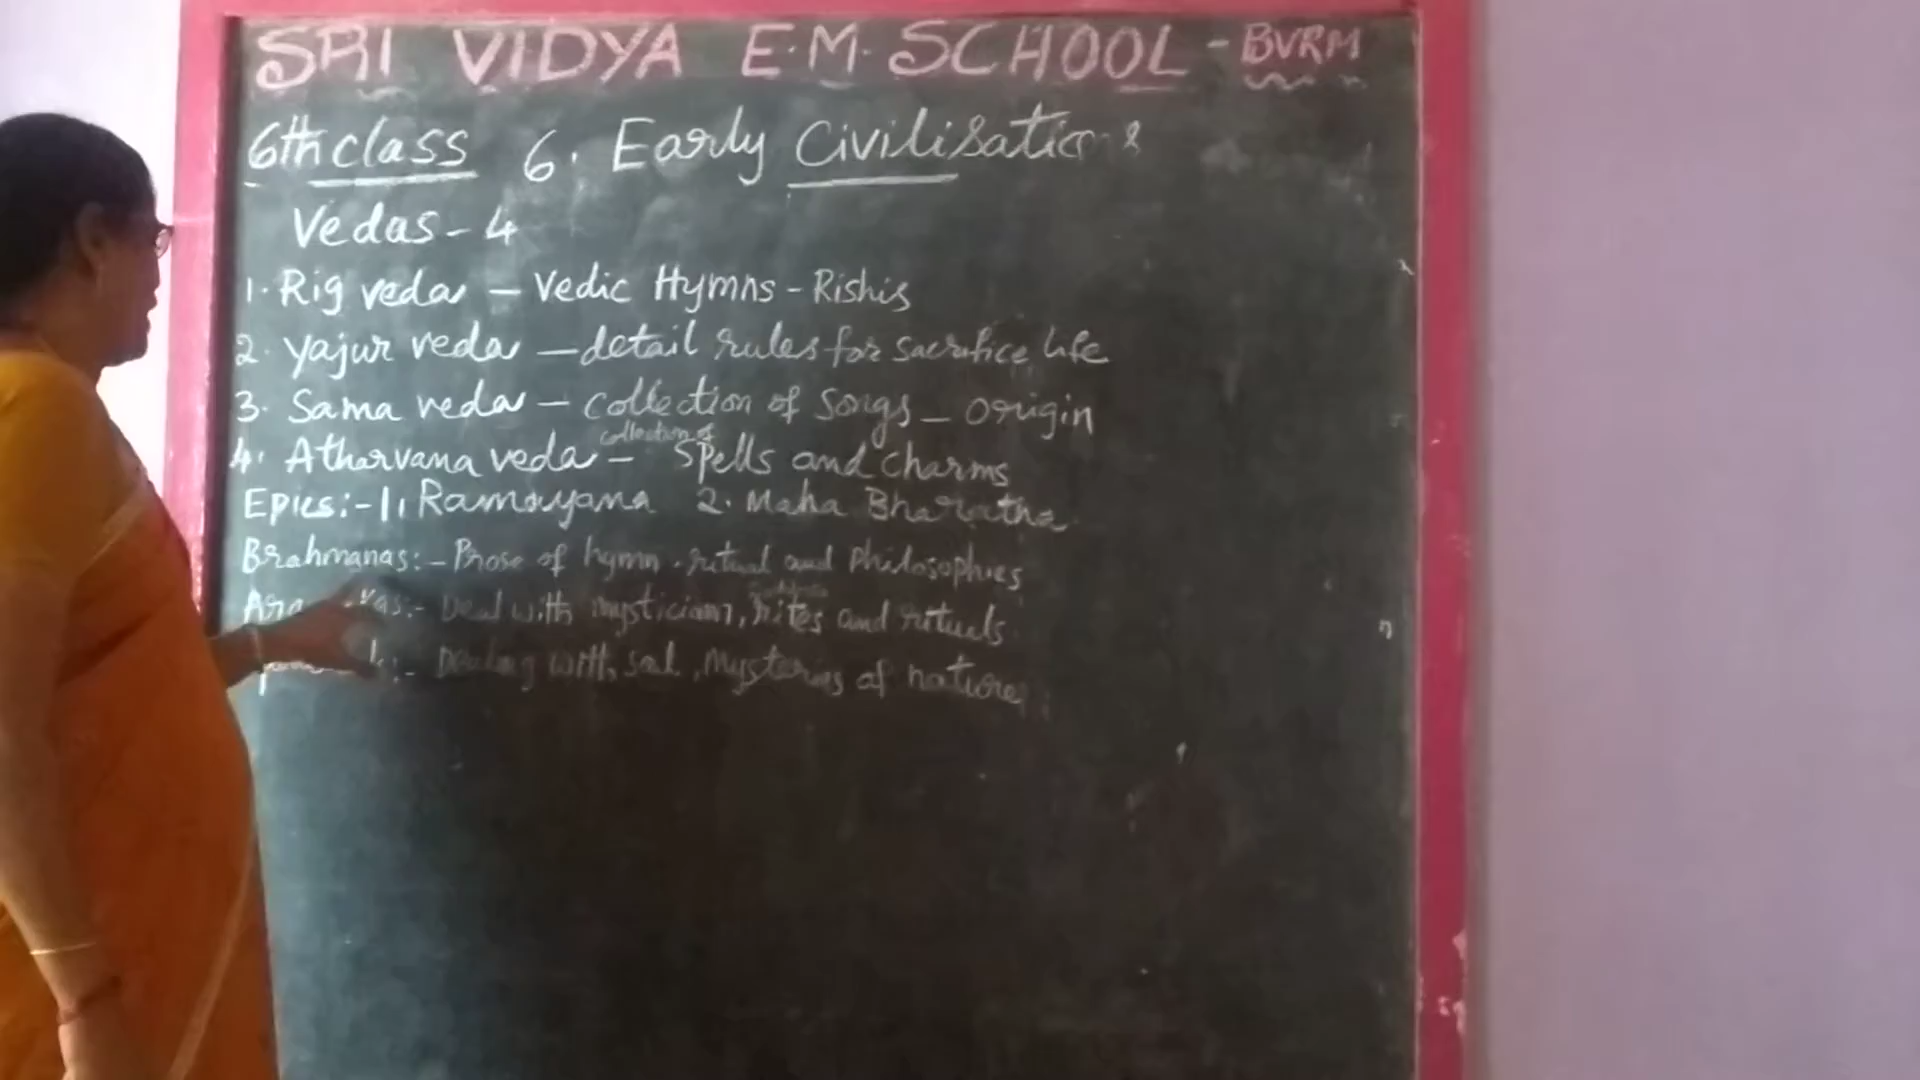 SRI VIDYA E.M. SCHOOL - BVRM
6th class 6. Early Civilisations
Vedas - 4
1. Rig veda - Vedic Hymns - Rishis
2. Yajur veda - detail rules for sacrifice life
3. Sama veda - collection of songs - origin
collection of
4. Atharvana veda - Spells and charms
Epics:- 1, Ramayana 2. Maha Bharatha
Brahmanas:- Prose of hymn. ritual and Philosophies
:- Deal with rites and rituals
:- Dealing with Mysteries of nature